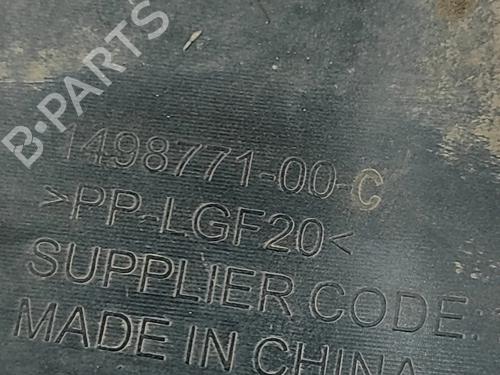 B-PARTS
1498771-00-C
>PP-LGF20<
SUPPLIER CODE:
MADE IN CHINA